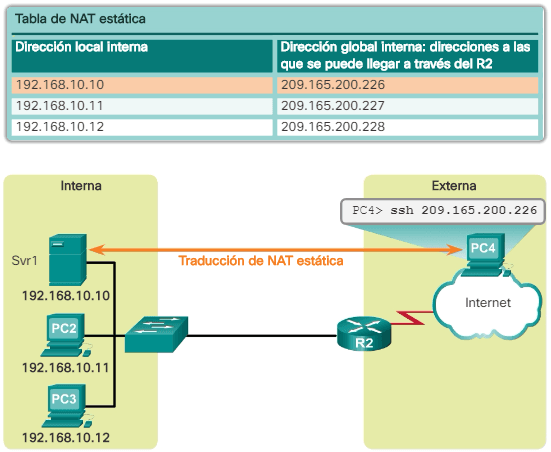 Tabla de NAT estática
Dirección local interna
Dirección global interna: direcciones a las
que se puede llegar a través del R2
192.168.10.10
209.165.200.226
192.168.10.11
209.165.200.227
192.168.10.12
209.165.200.228
Interna
Externa
PC4> ssh 209.165.200.226
Svr1
PC4
Traducción de NAT estática
192.168.10.10
Internet
PC2
R2
192.168.10.11
PC3
192.168.10.12